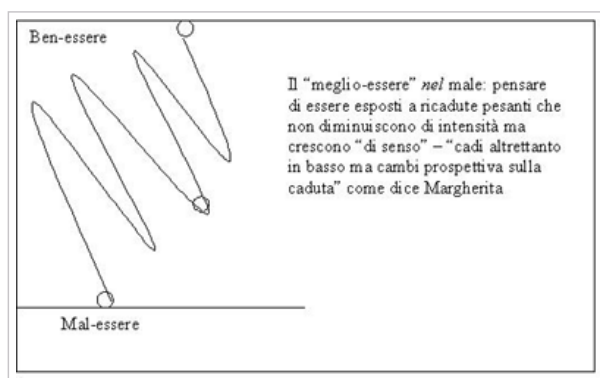 Ben-essere
Il “meglio-essere” nel male: pensare
di essere esposti a ricadute pesanti che
non diminuiscono di intensità ma
crescono “di senso” – “cadi altrettanto
in basso ma cambi prospettiva sulla
caduta” come dice Margherita
Mal-essere